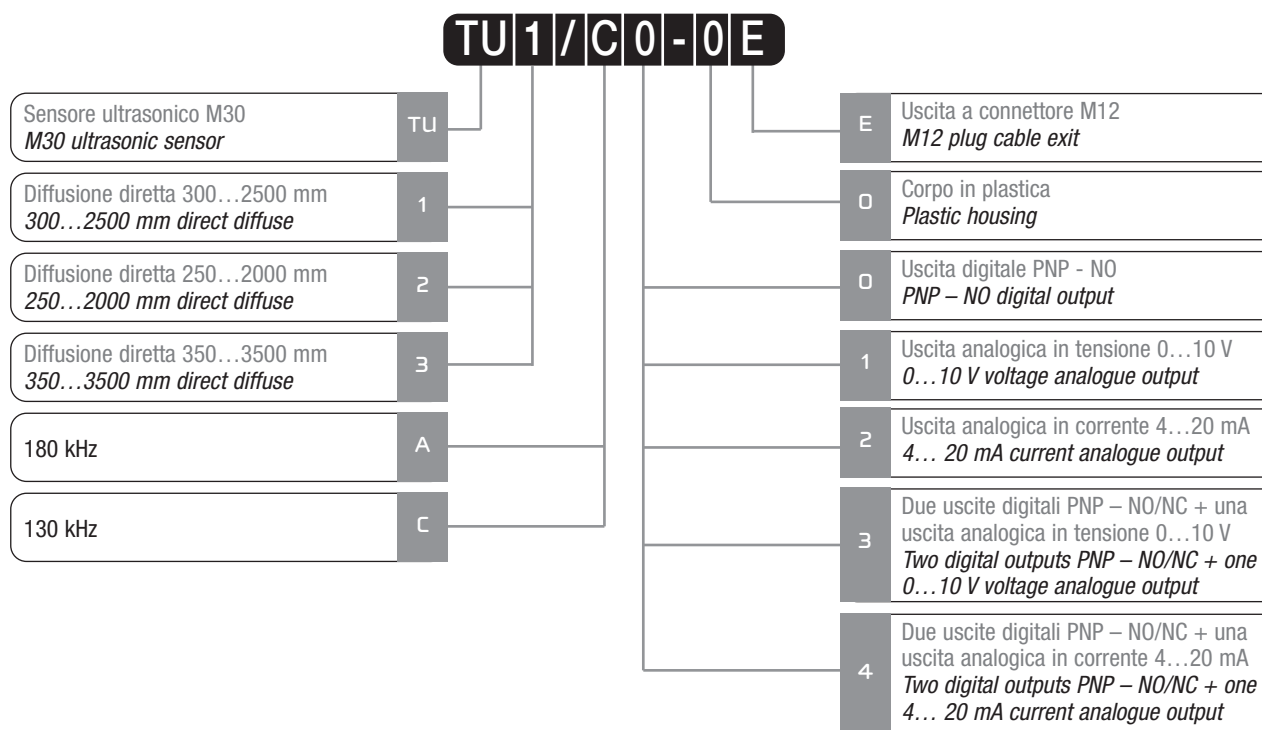 TU1/C0-0E
Sensore ultrasonico M30
M30 ultrasonic sensor
TU
Diffusione diretta 300…2500 mm
300…2500 mm direct diffuse
1
Diffusione diretta 250…2000 mm
250…2000 mm direct diffuse
2
Diffusione diretta 350…3500 mm
350…3500 mm direct diffuse
3
180 kHz
A
130 kHz
C
E
Uscita a connettore M12
M12 plug cable exit
0
Corpo in plastica
Plastic housing
0
Uscita digitale PNP - NO
PNP – NO digital output
1
Uscita analogica in tensione 0…10 V
0…10 V voltage analogue output
2
Uscita analogica in corrente 4…20 mA
4… 20 mA current analogue output
3
Due uscite digitali PNP – NO/NC + una
uscita analogica in tensione 0…10 V
Two digital outputs PNP – NO/NC + one
0…10 V voltage analogue output
4
Due uscite digitali PNP – NO/NC + una
uscita analogica in corrente 4…20 mA
Two digital outputs PNP – NO/NC + one
4… 20 mA current analogue output